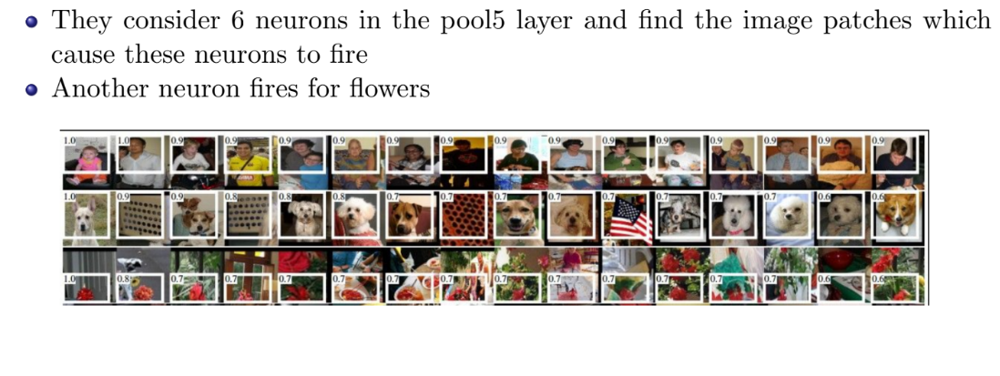 They consider 6 neurons in the pool5 layer and find the image patches which
cause these neurons to fire
Another neuron fires for flowers
1.0 1.0 0.9 0.9 0.9 0.9 0.9 0.9 0.9 0.9 0.9 0.9 0.9 0.9 0.9 0.9
1.0 0.9 0.9 0.8 0.8 0.8 0.7 0.7 0.7 0.7 0.7 0.7 0.7 0.7 0.6 0.6
1.0 0.8 0.7 0.7 0.7 0.7 0.7 0.7 0.7 0.7 0.7 0.7 0.7 0.7 0.6 0.6